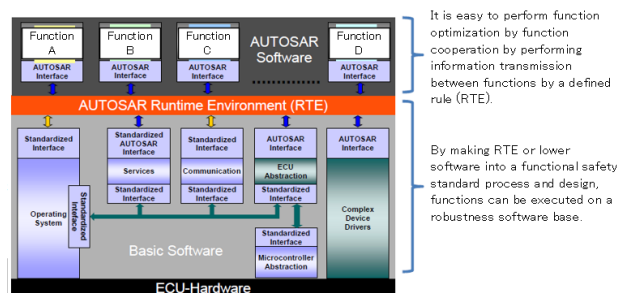 Function
A
AUTOSAR
Interface
Function
B
AUTOSAR
Interface
Function
C
AUTOSAR
Interface
AUTOSAR
Software
..............
Function
D
AUTOSAR
Interface
It is easy to perform function
optimization by function
cooperation by performing
information transmission
between functions by a defined
rule (RTE).
AUTOSAR Runtime Environment (RTE)
Standardized
Interface
Operating
System
Standardized
Interface
Standardized
AUTOSAR
Interface
Services
Standardized
Interface
Standardized
Interface
Communication
Standardized
Interface
AUTOSAR
Interface
ECU
Abstraction
Standardized
Interface
Standardized
Interface
Microcontroller
Abstraction
AUTOSAR
Interface
Complex
Device
Drivers
Basic Software
ECU-Hardware
By making RTE or lower
software into a functional safety
standard process and design,
functions can be executed on a
robustness software base.